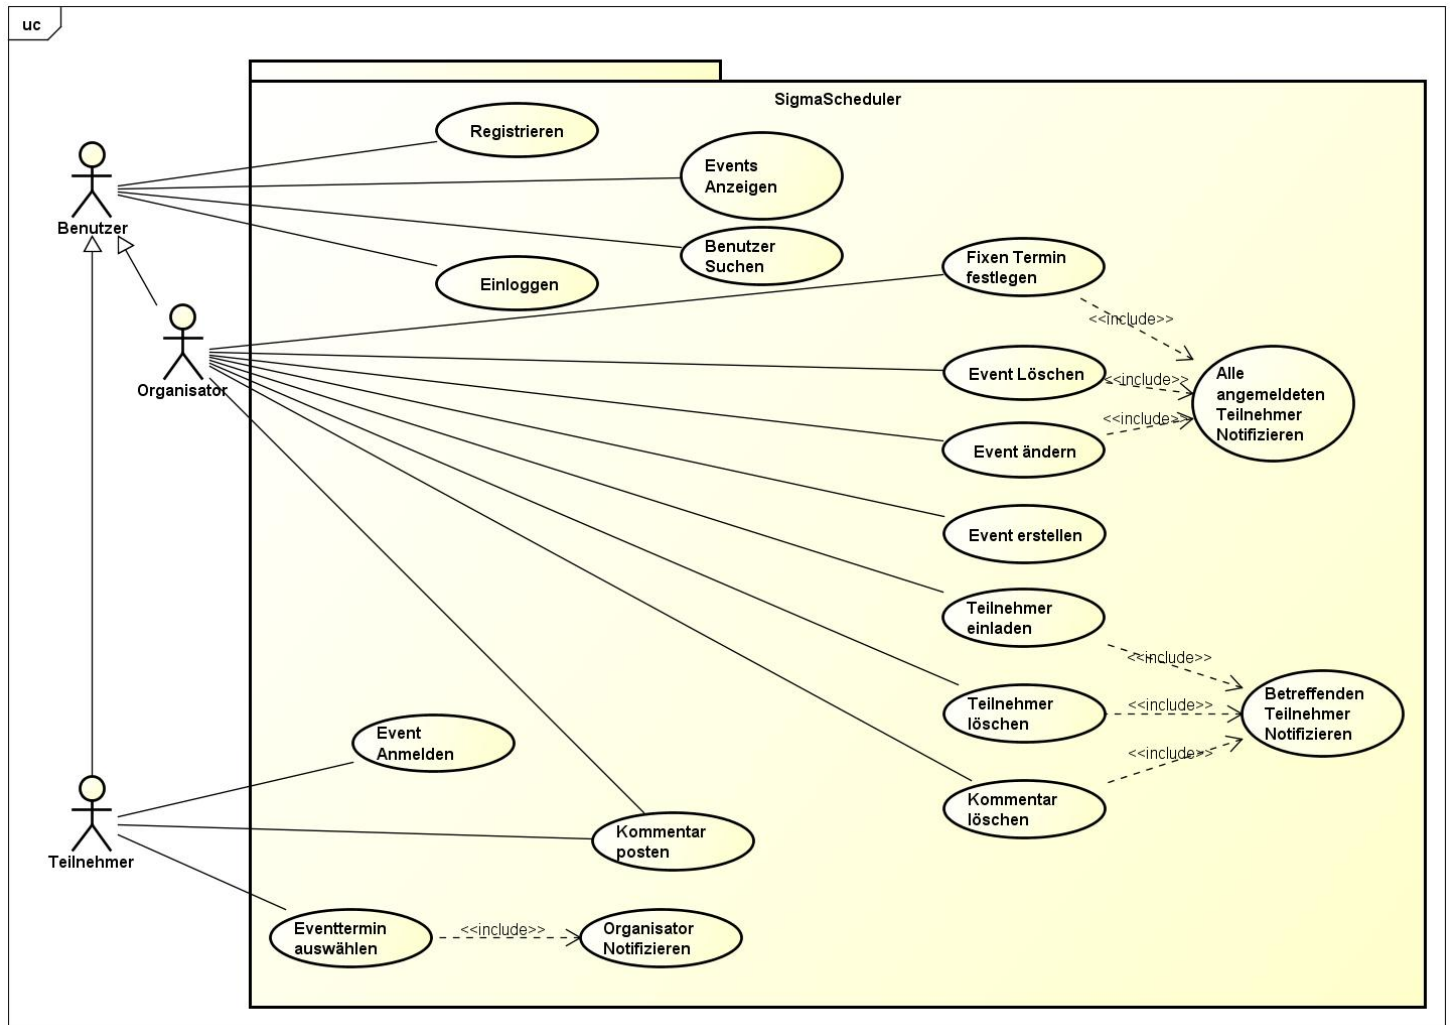 uc
SigmaScheduler
Registrieren
Events
Anzeigen
Benutzer
Benutzer
Suchen
Einloggen
Fixen Termin
festlegen
<<include>>
Organisator
Event Löschen
<<include>>
Alle
angemeldeten
Teilnehmer
Notifizieren
<<include>>
Event ändern
Event erstellen
Teilnehmer
einladen
<<include>>
Teilnehmer
löschen
<<include>>
Betreffenden
Teilnehmer
Notifizieren
Event
Anmelden
<<include>>
Kommentar
löschen
Teilnehmer
Kommentar
posten
Eventtermin
auswählen
<<include>>
Organisator
Notifizieren